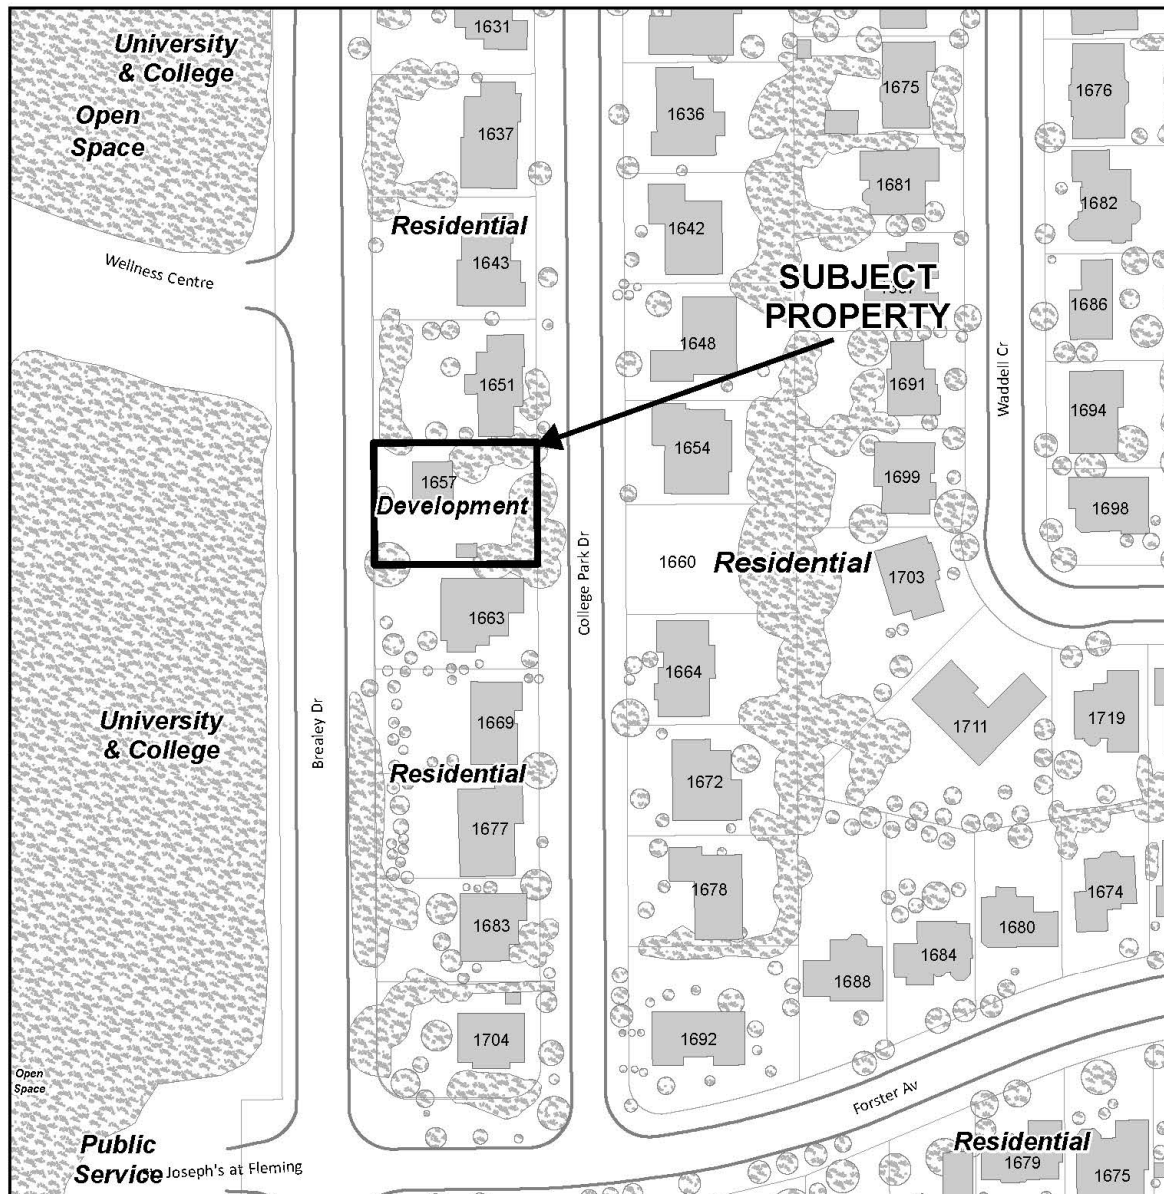 University
& College
Open
Space
Wellness Centre
1631
1637
Residential
1643
1651
1657
Development
1663
1669
Residential
1677
1683
1704
1636
1642
1648
1654
1660
1664
1672
1678
1692
SUBJECT
PROPERTY
1675
1681
1691
1699
Residential
1703
1711
1719
1676
1682
1686
1694
1698
Waddell Cr
College Park Dr
Brealey Dr
University
& College
1688
1684
1680
1674
Forster Av
Open
Space
Public
Service
Joseph's at Fleming
Residential
1679
1675